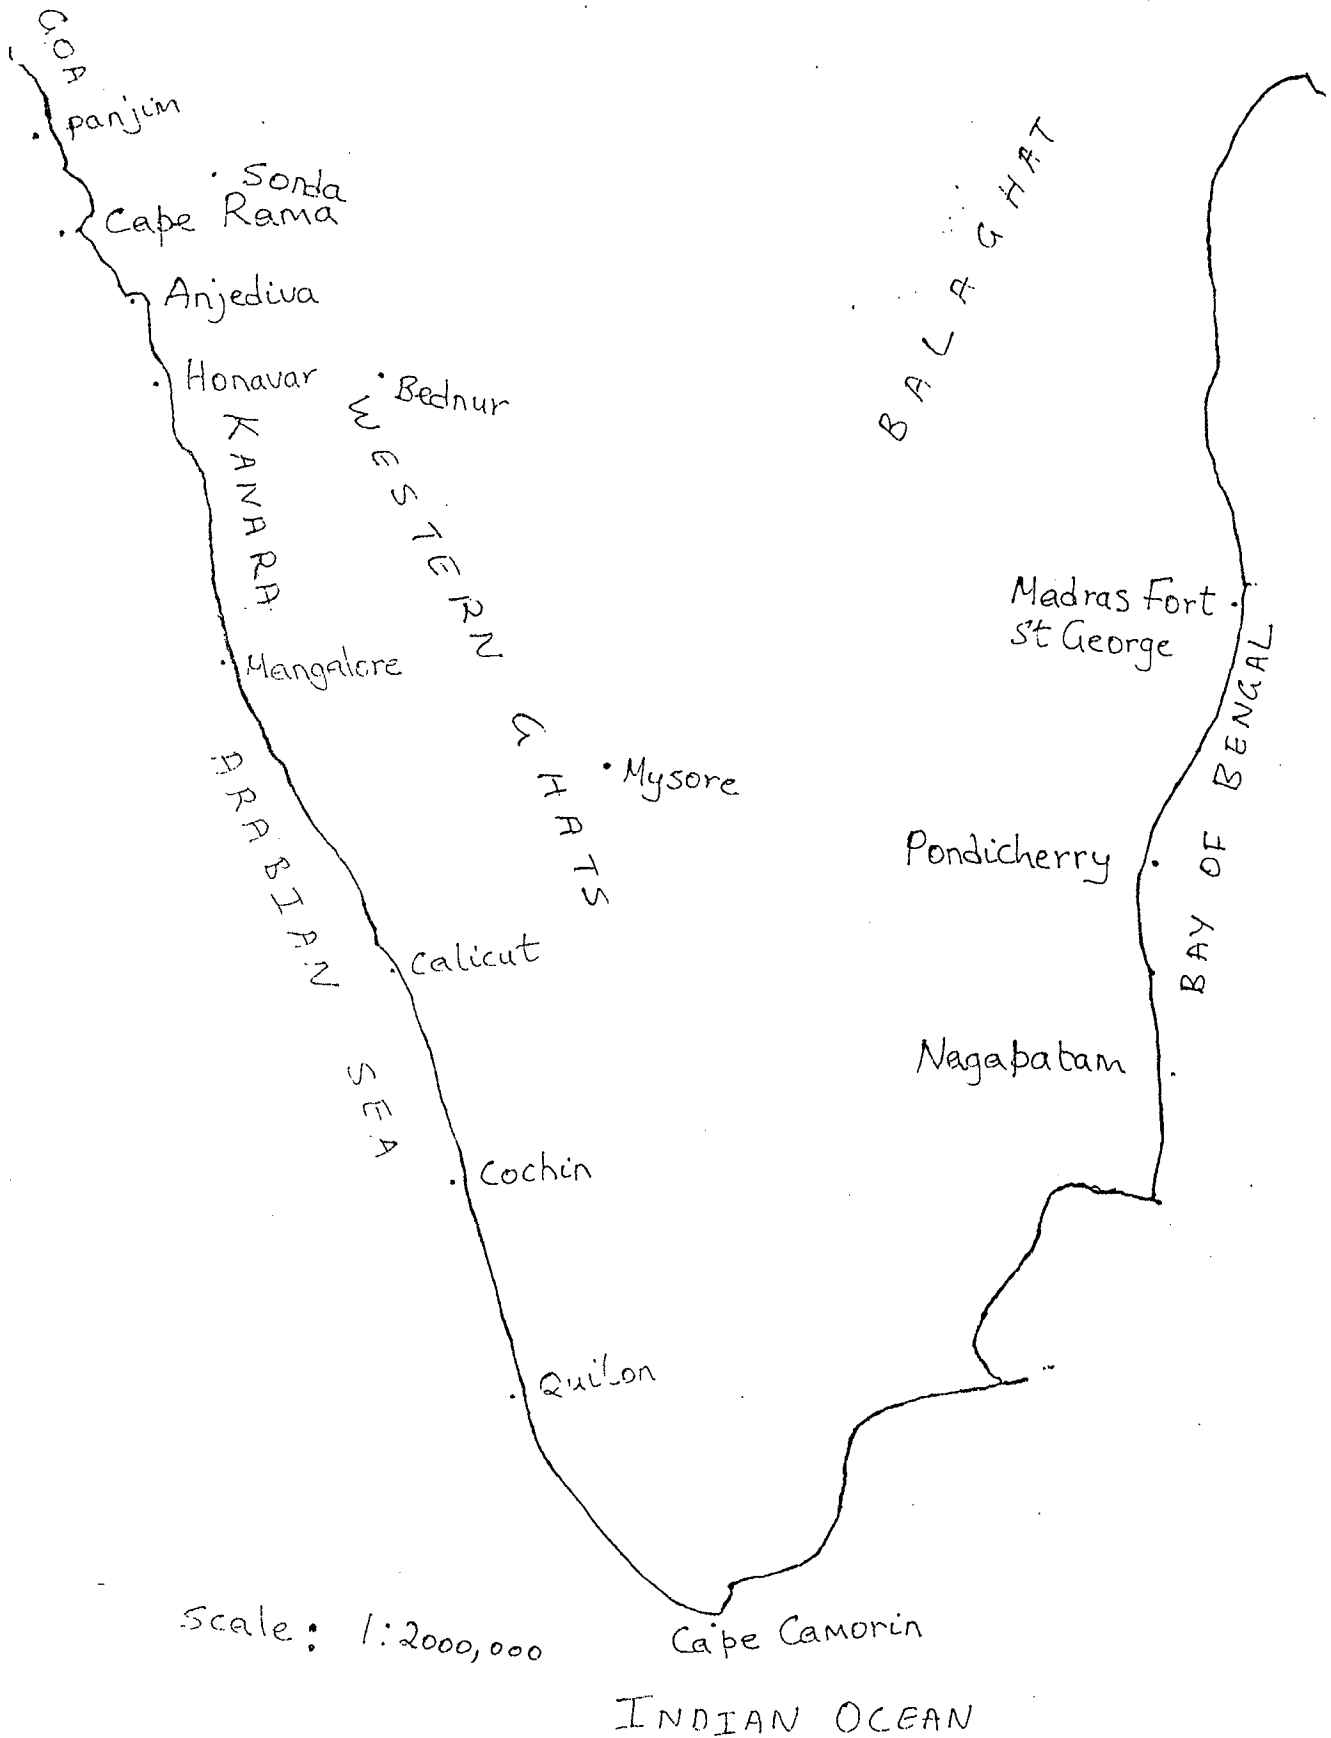 GOA
Panjim
Sonda
Cape Rama
Anjediva
Honavar
Bednur
KANARA
WESTERN GHATS
BALAGHAT
Madras Fort
St George
Mangalore
ARABIAN SEA
Mysore
Pondicherry
BAY OF BENGAL
Calicut
Nagapatam
Cochin
Quilon
Scale: 1:2000,000
Cape Camorin
INDIAN OCEAN